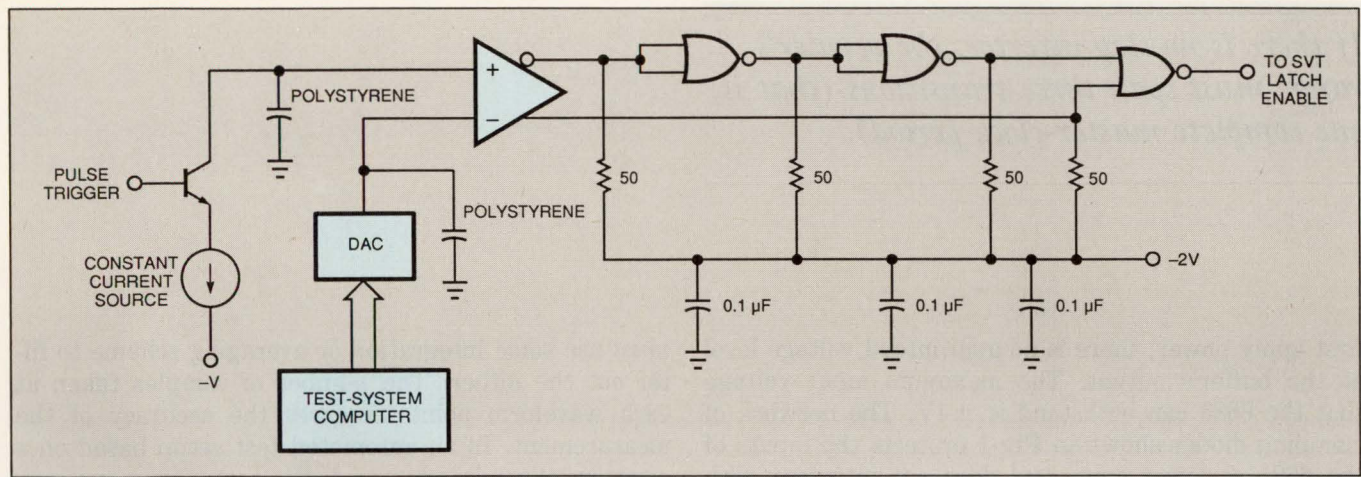 POLYSTYRENE
TO SVT
LATCH
ENABLE
+
−
PULSE
TRIGGER
50
50
50
50
POLYSTYRENE
DAC
CONSTANT
CURRENT
SOURCE
−2V
0.1 µF
0.1 µF
0.1 µF
−V
TEST-SYSTEM
COMPUTER